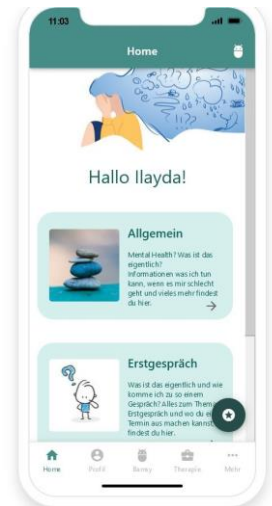 11:03
Home
Hallo Ilayda!
Allgemein
Mental Health? Was ist das
eigentlich?
Informationen was ich tun
kann, wenn es mir schlecht
geht und vieles mehr findest
du hier.
Erstgespräch
Was ist das eigentlich und wie
komme ich zu so einem
Gespräch? Alles zum Thema
Erstgespräch und wo du
Termin aus machen kannst
findest du hier.
Home
Profil
Benny
Therapie
Mehr